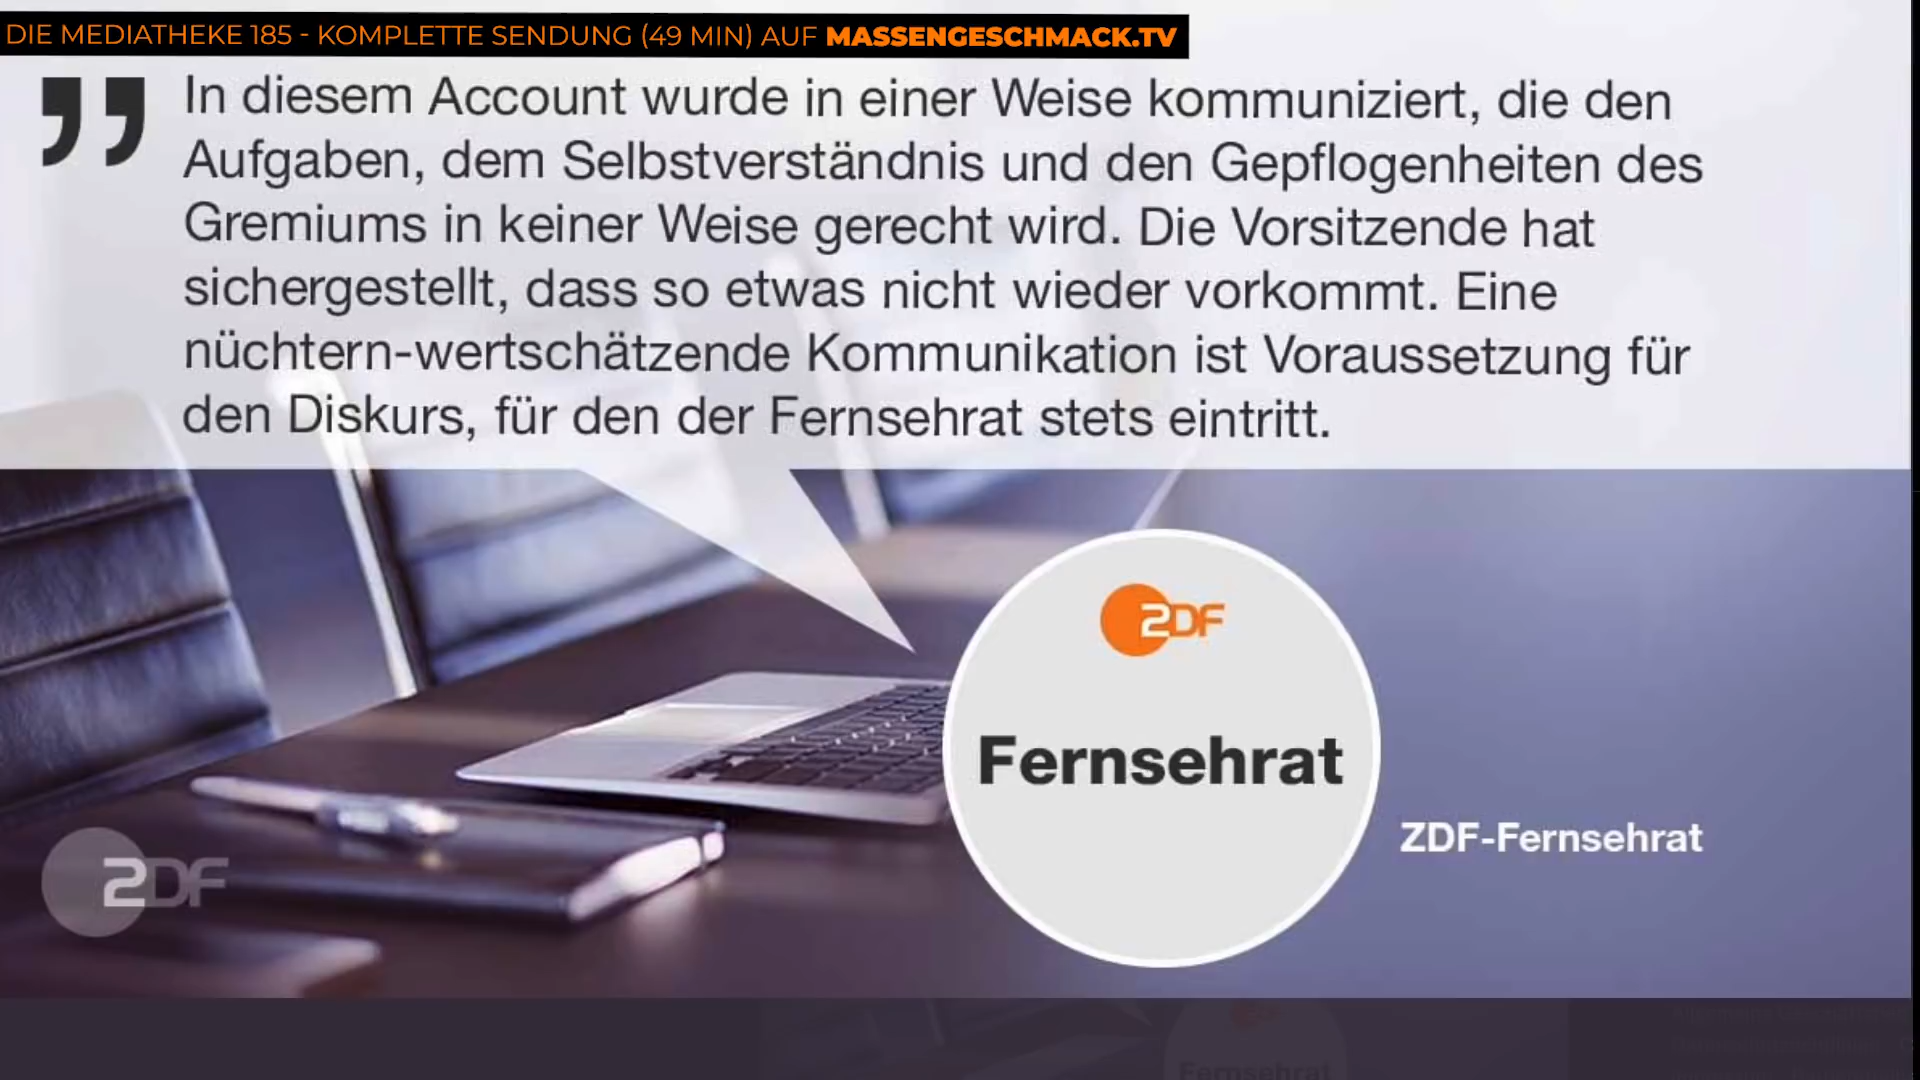 DIE MEDIATHEKE 185 - KOMPLETTE SENDUNG (49 MIN) AUF MASSENGESCHMACK.TV
In diesem Account wurde in einer Weise kommuniziert, die den
Aufgaben, dem Selbstverständnis und den Gepflogenheiten des
Gremiums in keiner Weise gerecht wird. Die Vorsitzende hat
sichergestellt, dass so etwas nicht wieder vorkommt. Eine
nüchtern-wertschätzende Kommunikation ist Voraussetzung für
den Diskurs, für den der Fernsehrat stets eintritt.
ZDF
Fernsehrat
ZDF-Fernsehrat
ZDF
Fernsehrat